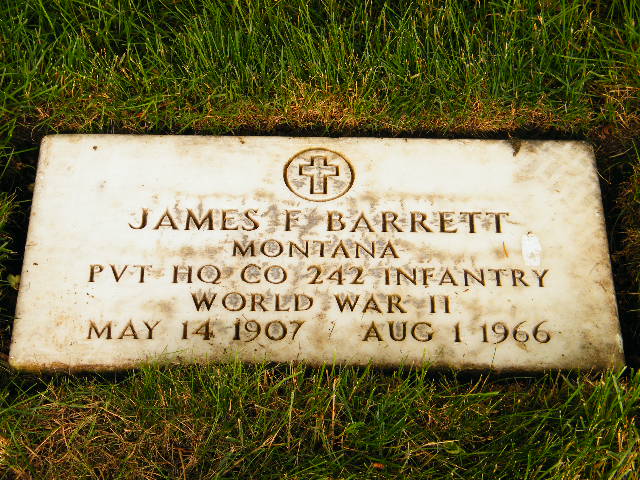 JAMES F BARRETT
MONTANA
PVT HQ CO 242 INFANTRY
WORLD WAR II
MAY 14 1907 AUG 1 1966